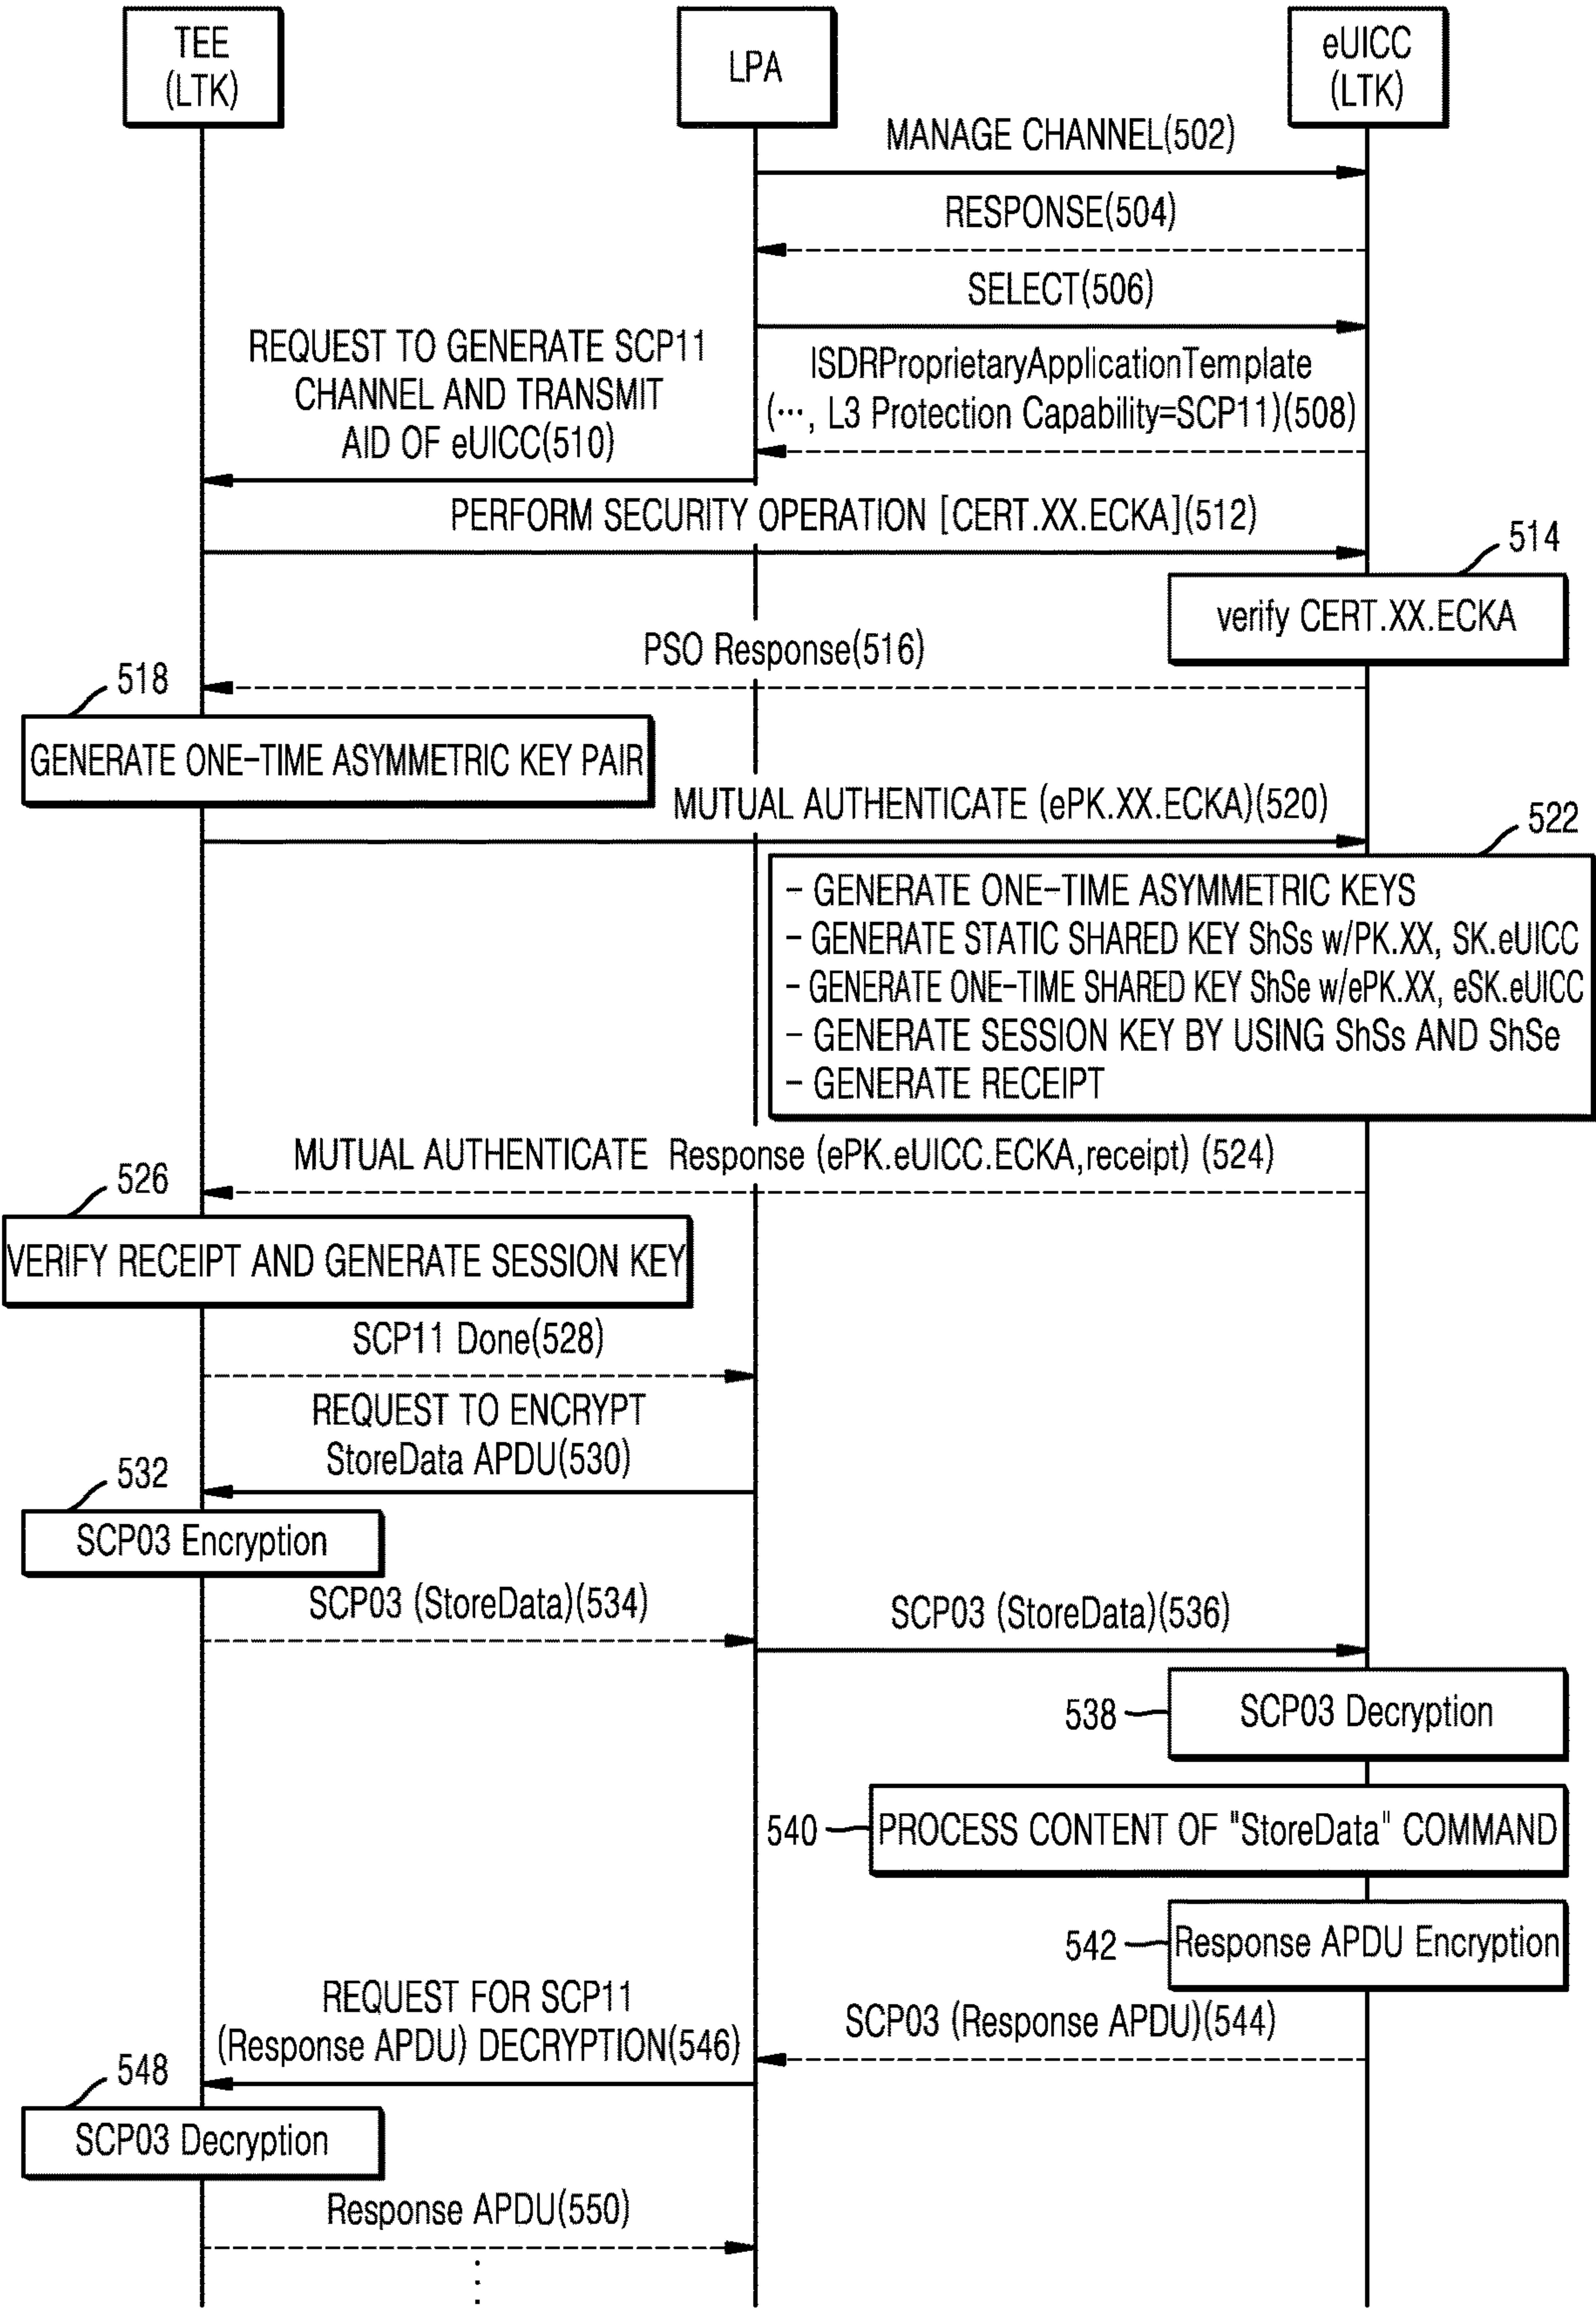 TEE
(LTK)
LPA
eUICC
(LTK)
MANAGE CHANNEL(502)
RESPONSE(504)
SELECT(506)
ISDRProprietaryApplicationTemplate
(···, L3 Protection Capability=SCP11)(508)
REQUEST TO GENERATE SCP11
CHANNEL AND TRANSMIT
AID OF eUICC(510)
PERFORM SECURITY OPERATION [CERT.XX.ECKA](512)
514
verify CERT.XX.ECKA
PSO Response(516)
518
GENERATE ONE-TIME ASYMMETRIC KEY PAIR
MUTUAL AUTHENTICATE (ePK.XX.ECKA)(520)
522
- GENERATE ONE-TIME ASYMMETRIC KEYS
- GENERATE STATIC SHARED KEY ShSs w/PK.XX, SK.eUICC
- GENERATE ONE-TIME SHARED KEY ShSe w/ePK.XX, eSK.eUICC
- GENERATE SESSION KEY BY USING ShSs AND ShSe
- GENERATE RECEIPT
MUTUAL AUTHENTICATE Response (ePK.eUICC.ECKA,receipt) (524)
526
VERIFY RECEIPT AND GENERATE SESSION KEY
SCP11 Done(528)
REQUEST TO ENCRYPT
StoreData APDU(530)
532
SCP03 Encryption
SCP03 (StoreData)(534)
SCP03 (StoreData)(536)
538
SCP03 Decryption
540
PROCESS CONTENT OF "StoreData" COMMAND
542
Response APDU Encryption
SCP03 (Response APDU)(544)
REQUEST FOR SCP11
(Response APDU) DECRYPTION(546)
548
SCP03 Decryption
Response APDU(550)